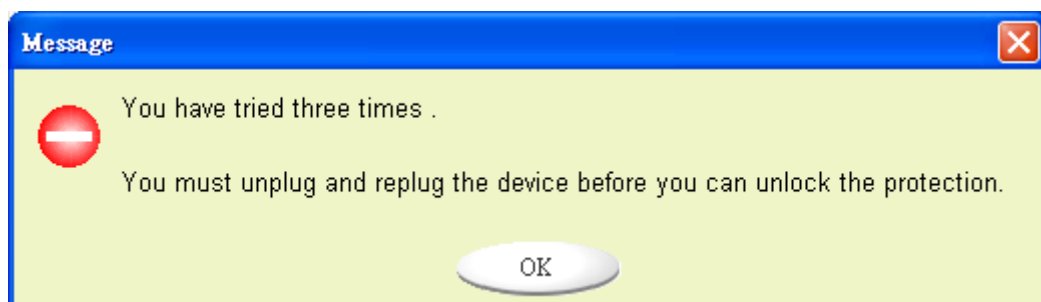 Message
You have tried three times .
You must unplug and replug the device before you can unlock the protection.
OK